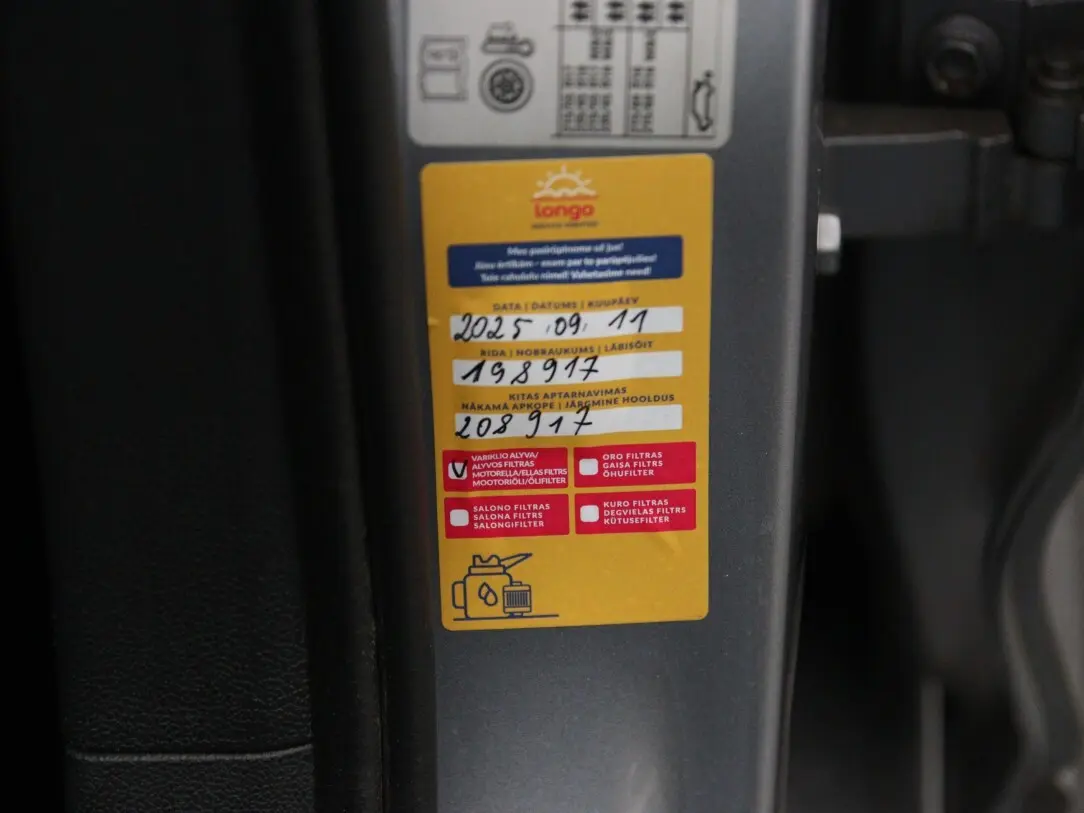 longo
Mes pasirūpinome už jus!
Jūsu ērtībām - esam par to parūpējušies!
Teie rahulolu nimel! Vahetasime need!
DATA | DATUMS | KUUPÄEV
2025.09.11
RIDA | NOBRAUKUMS | LÄBISÕIT
198917
KITAS APTARNAVIMAS
NĀKAMĀ APKOPE | JÄRGMINE HOOLDUS
208917
V VARIKLIO ALYVA/
ALYVOS FILTRAS
MOTORELLA/ELLAS FILTRS
MOOTORIÕLI/ÕLIFILTER
ORO FILTRAS
GAISA FILTRS
ÕHUFILTER
SALONO FILTRAS
SALONA FILTRS
SALONGIFILTER
KURO FILTRAS
DEGVIELAS FILTRS
KÜTUSEFILTER